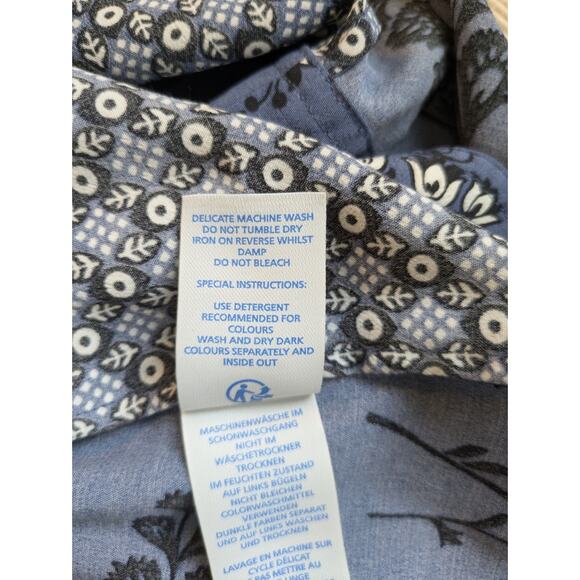 DELICATE MACHINE WASH
DO NOT TUMBLE DRY
IRON ON REVERSE WHILST
DAMP
DO NOT BLEACH
SPECIAL INSTRUCTIONS:
USE DETERGENT
RECOMMENDED FOR
COLOURS
WASH AND DRY DARK
COLOURS SEPARATELY AND
INSIDE OUT
MASCHINENWÄSCHE IM
SCHONWASCHGANG
NICHT IM
WÄSCHETROCKNER
TROCKNEN
IM FEUCHTEN ZUSTAND
AUF LINKS BÜGELN
NICHT BLEICHEN
COLORWASCHMITTEL
VERWENDEN
DUNKLE FARBEN SEPARAT
UND AUF LINKS WASCHEN
UND TROCKNEN
LAVAGE EN MACHINE SUR
CYCLE DÉLICAT
PAS METTRE AU